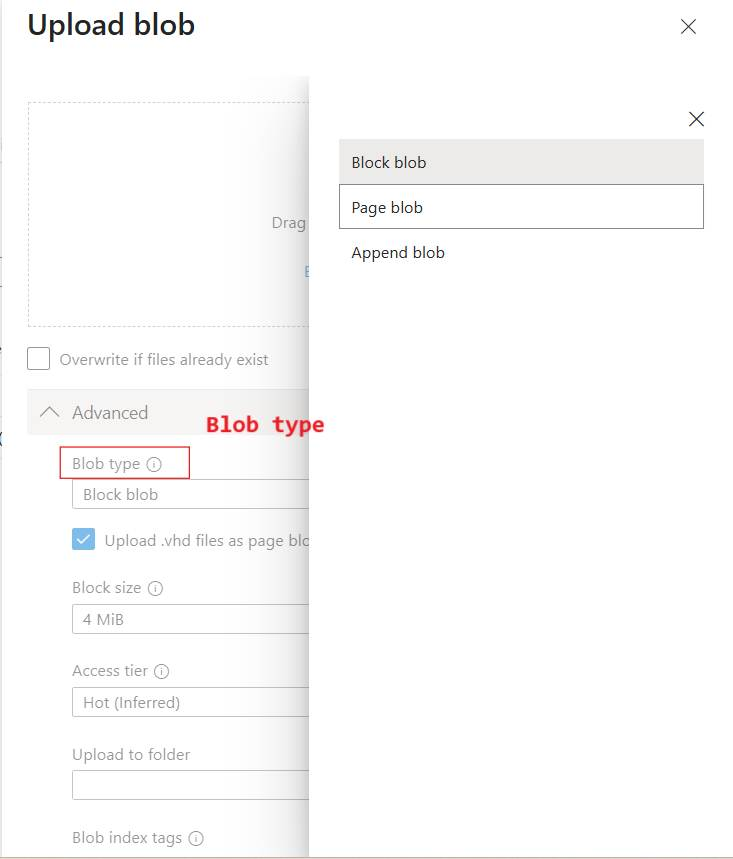 Upload blob
Block blob
Page blob
Append blob
Drag
Overwrite if files already exist
Advanced
Blob type
Blob type
Block blob
Upload .vhd files as page blo
Block size
4 MiB
Access tier
Hot (Inferred)
Upload to folder
Blob index tags